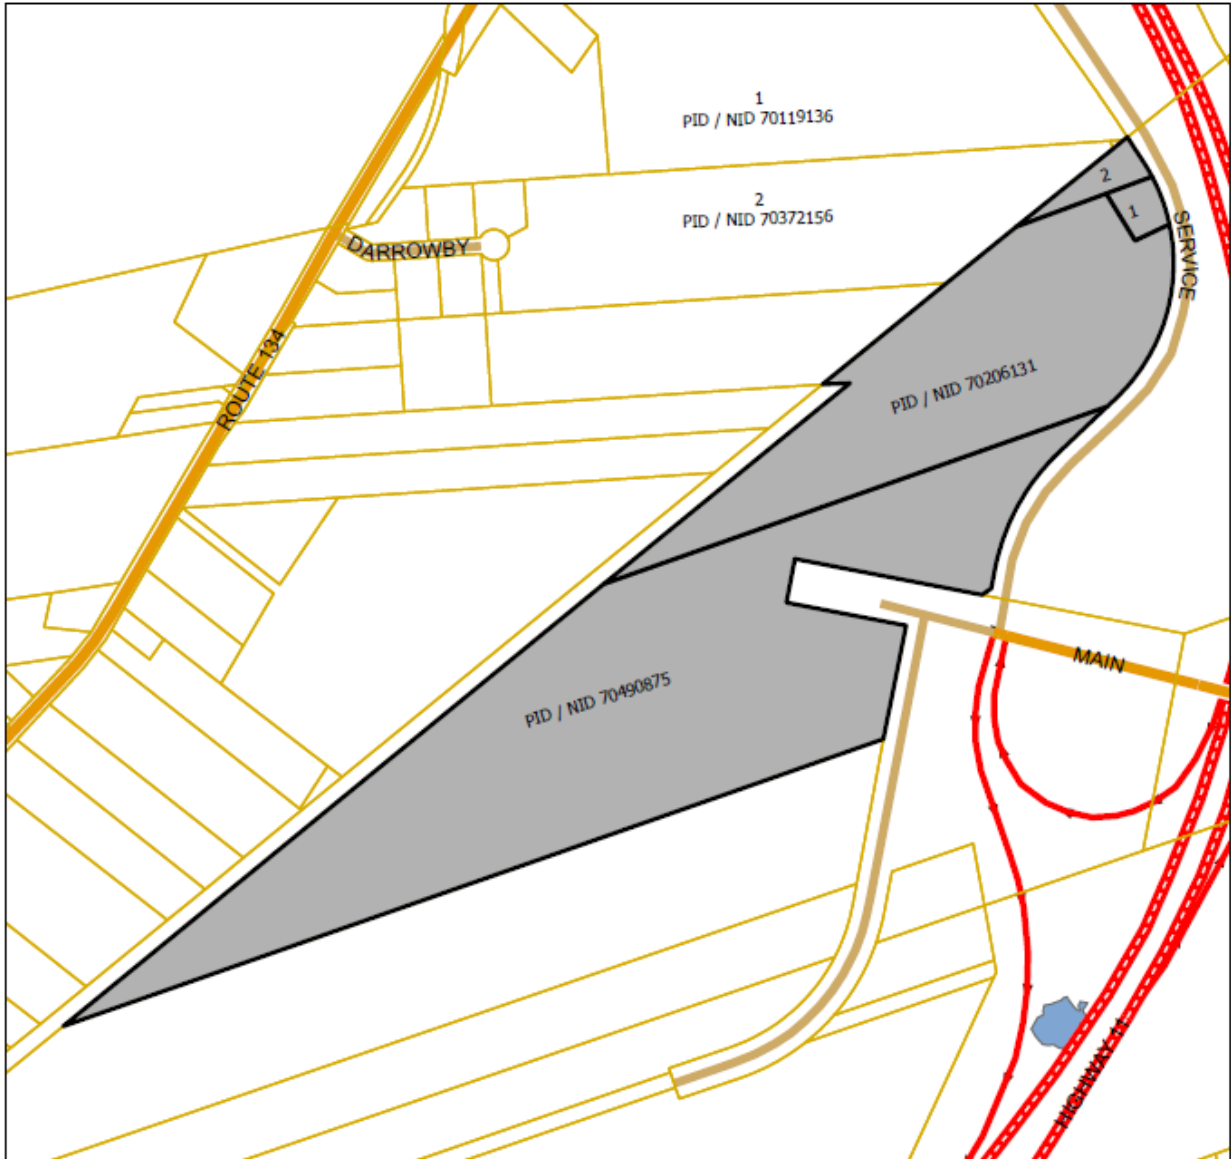 1
PID / NID 70119136
2
2
PID / NID 70372156
1
DARROWBY
SERVICE
ROUTE 134
PID / NID 70206131
MAIN
PID / NID 70490875
HIGHWAY 11